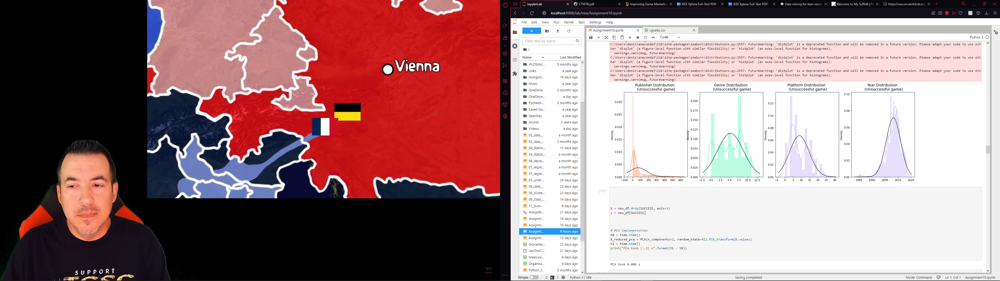 Vienna
SUPPORT
JupyterLab
175078.pdf
Improving Game Marketing
IEEE Xplore Full-Text PDF:
IEEE Xplore Full-Text PDF:
Data mining for item recom
Welcome to My Suffolk | M
https://uos.on.worldcat.org
localhost:8888/lab/tree/Assignment10.ipynb
File Edit View Run Kernel Tabs Settings Help
Filter files by name
/
Name Last Modified
IPLDSAM... 5 months ago
Links a year ago
mongod... 16 days ago
Music a year ago
OneDrive 2 months ago
OneDrive... a day ago
Pycharm... 5 months ago
Saved Ga... a year ago
Searches a year ago
source 2 years ago
Videos a day ago
03_data_... a month ago
03_data_... 2 months ago
04_Statist... 13 days ago
04_Statist... a month ago
06_decisi... a month ago
07_regre... a month ago
07_regre... a month ago
07_unstr... 24 days ago
08_data_... 23 days ago
09_cluste... 22 days ago
09_Data_... 14 days ago
11_Sum... 9 days ago
AraujoRi... 21 days ago
Assignm... 14 days ago
Assignm... 10 days ago
Assignm... 9 hours ago
Assignm... 13 days ago
Groceries... 23 days ago
JayChoiC... 21 days ago
Measure... 9 days ago
Organisa... 9 days ago
Python_t... 5 months ago
Assignment10.ipynb
vgsales.csv
Code
Python 3
C:\Users\denis\anaconda3\lib\site-packages\seaborn\distributions.py:2557: FutureWarning: `distplot` is a deprecated function and will be removed in a future version. Please adapt your code to use eit
her `displot` (a figure-level function with similar flexibility) or `histplot` (an axes-level function for histograms).
warnings.warn(msg, FutureWarning)
C:\Users\denis\anaconda3\lib\site-packages\seaborn\distributions.py:2557: FutureWarning: `distplot` is a deprecated function and will be removed in a future version. Please adapt your code to use eit
her `displot` (a figure-level function with similar flexibility) or `histplot` (an axes-level function for histograms).
warnings.warn(msg, FutureWarning)
C:\Users\denis\anaconda3\lib\site-packages\seaborn\distributions.py:2557: FutureWarning: `distplot` is a deprecated function and will be removed in a future version. Please adapt your code to use eit
her `displot` (a figure-level function with similar flexibility) or `histplot` (an axes-level function for histograms).
warnings.warn(msg, FutureWarning)
Publisher Distribution
(Unsuccessful game)
Density
0.030
0.025
0.020
0.015
0.010
0.005
0.000
−100 0 100 200 300 400 500 600
Genre Distribution
(Unsuccessful game)
Density
0.200
0.175
0.150
0.125
0.100
0.075
0.050
0.025
0.000
−2.5 0.0 2.5 5.0 7.5 10.0 12.5
Platform Distribution
(Unsuccessful game)
Density
0.12
0.10
0.08
0.06
0.04
0.02
0.00
−5 0 5 10 15 20 25 30
Year Distribution
(Unsuccessful game)
Density
0.10
0.08
0.06
0.04
0.02
0.00
1980 1990 2000 2010 2020
[34]:
X = new_df.drop(SUCCESS, axis=1)
y = new_df[SUCCESS]
# PCA Implementation
t0 = time.time()
X_reduced_pca = PCA(n_components=2, random_state=42).fit_transform(X.values)
t1 = time.time()
print("PCA took {:.2} s".format(t1 - t0))
PCA took 0.006 s
Simple 0 1 Python 3 | Idle Saving completed Mode: Command Ln 1, Col 1 Assignment10.ipynb